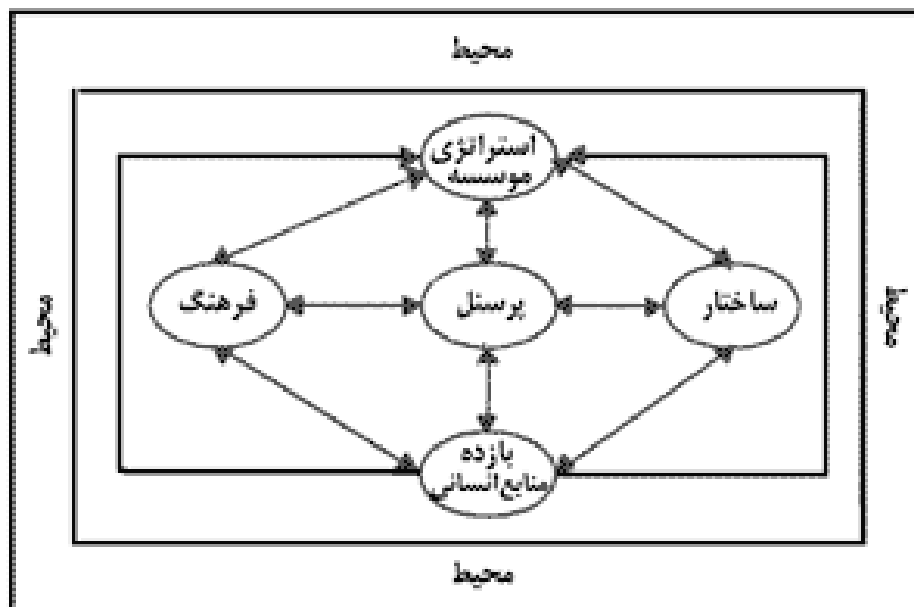 محیط
استراتژی
موسسه
ساختار
پرسنل
فرهنگ
محیط
محیط
بازده
منابع انسانی
محیط